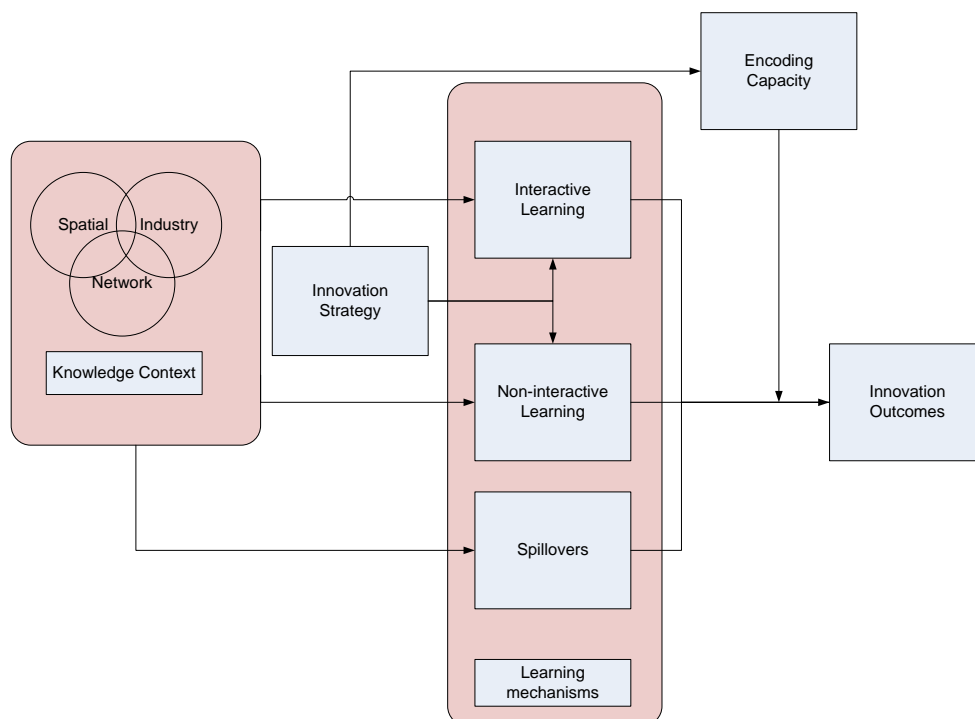 Encoding
Capacity
Spatial
Industry
Network
Knowledge Context
Innovation
Strategy
Interactive
Learning
Non-interactive
Learning
Spillovers
Learning
mechanisms
Innovation
Outcomes